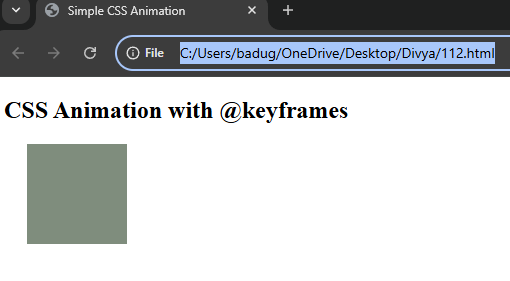 Simple CSS Animation
File C:/Users/badug/OneDrive/Desktop/Divya/112.html
CSS Animation with @keyframes